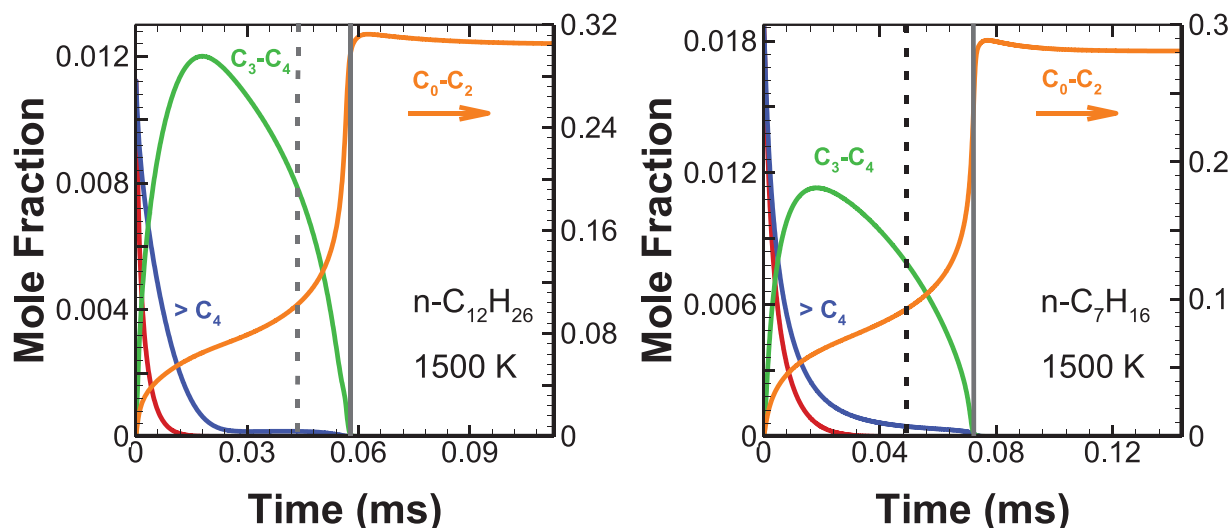 0.012
0.008
0.004
0
0.32
0.24
0.16
0.08
0
Mole Fraction
C₃-C₄
C₀-C₂
> C₄
n-C₁₂H₂₆
1500 K
0 0.03 0.06 0.09
Time (ms)
0.018
0.012
0.006
0
0.3
0.2
0.1
0
Mole Fraction
C₃-C₄
C₀-C₂
> C₄
n-C₇H₁₆
1500 K
0 0.04 0.08 0.12
Time (ms)